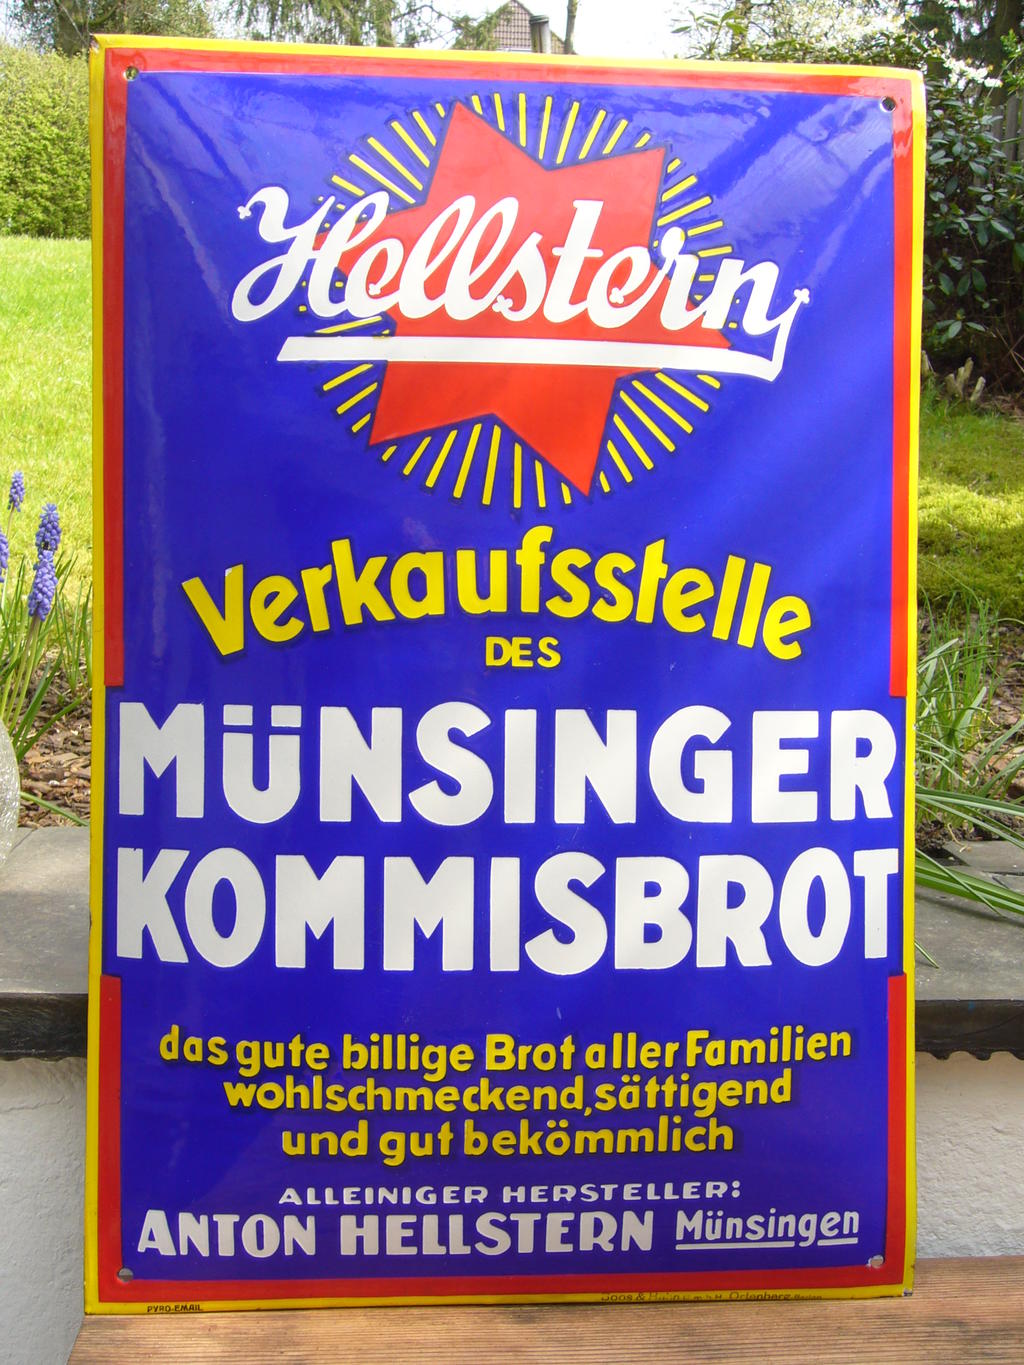 Hellstern
Verkaufsstelle
DES
MÜNSINGER
KOMMISBROT
das gute billige Brot aller Familien
wohlschmeckend, sättigend
und gut bekömmlich
ALLEINIGER HERSTELLER:
ANTON HELLSTERN Münsingen
PYRO-EMAIL